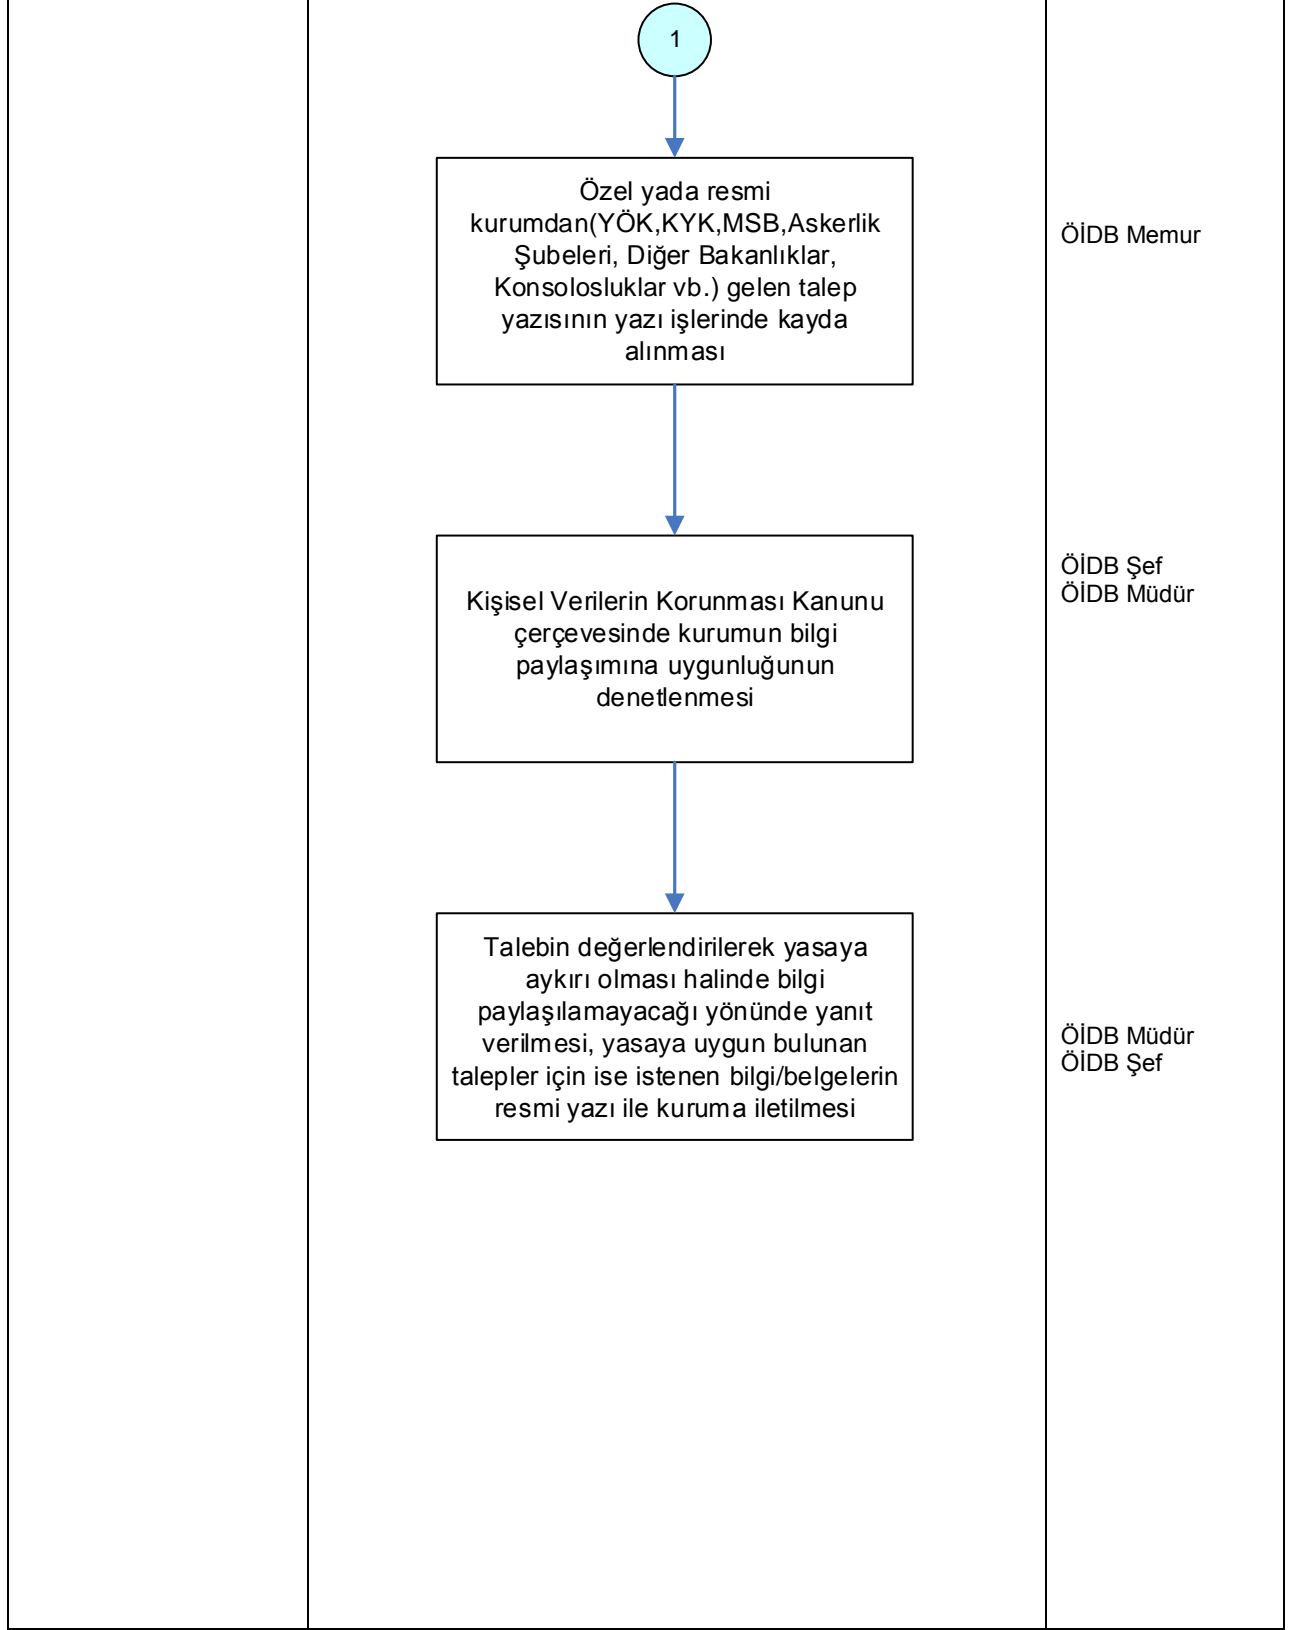 1
Özel yada resmi
kurumdan(YÖK,KYK,MSB,Askerlik
Şubeleri, Diğer Bakanlıklar,
Konsolosluklar vb.) gelen talep
yazısının yazı işlerinde kayda
alınması
ÖİDB Memur
Kişisel Verilerin Korunması Kanunu
çerçevesinde kurumun bilgi
paylaşımına uygunluğunun
denetlenmesi
ÖİDB Şef
ÖİDB Müdür
Talebin değerlendirilerek yasaya
aykırı olması halinde bilgi
paylaşılamayacağı yönünde yanıt
verilmesi, yasaya uygun bulunan
talepler için ise istenen bilgi/belgelerin
resmi yazı ile kuruma iletilmesi
ÖİDB Müdür
ÖİDB Şef